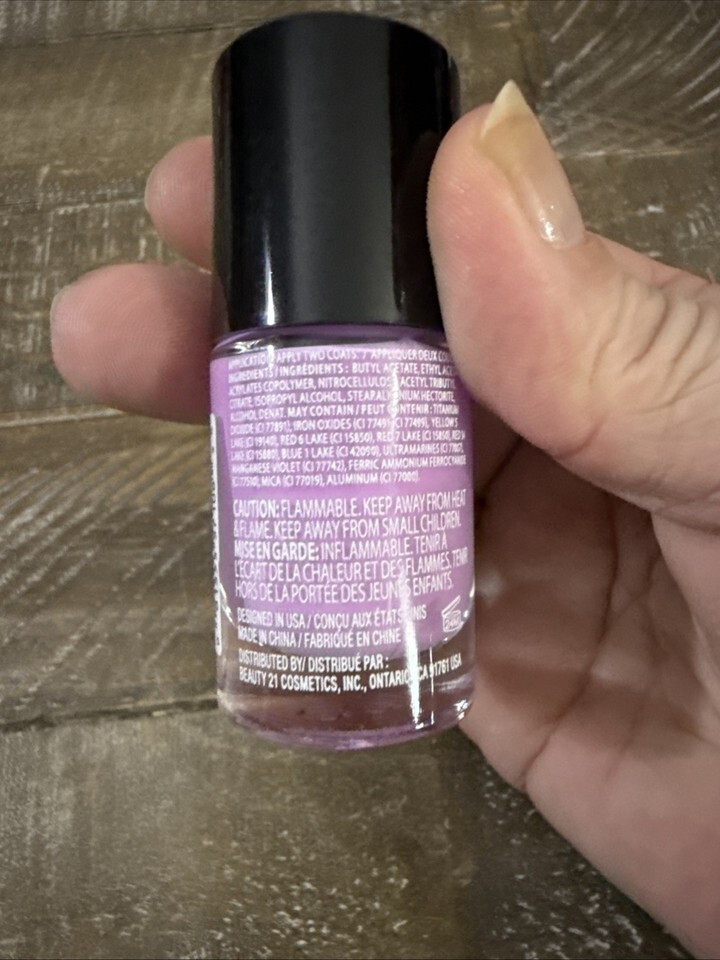 APPLICATION: APPLY TWO COATS. / APPLIQUER DEUX
INGREDIENTS / INGRÉDIENTS : BUTYL ACETATE, ETHYL
ACRYLATES COPOLYMER, NITROCELLULOSE, ACETYL TRIBUTYL
CITRATE, ISOPROPYL ALCOHOL, STEARALKONIUM HECTORITE,
ALCOHOL DENAT. MAY CONTAIN / PEUT CONTENIR : TITANIUM
DIOXIDE (CI 77891), IRON OXIDES (CI 77491, CI 77499), YELLOW 5
LAKE (CI 19140), RED 6 LAKE (CI 15850), RED 7 LAKE (CI 15850), RED 34
LAKE (CI 15880), BLUE 1 LAKE (CI 42090), ULTRAMARINES (CI 77007),
MANGANESE VIOLET (CI 77742), FERRIC AMMONIUM FERROCYANIDE
(CI 77510), MICA (CI 77019), ALUMINUM (CI 77000).
CAUTION: FLAMMABLE. KEEP AWAY FROM HEAT
& FLAME. KEEP AWAY FROM SMALL CHILDREN.
MISE EN GARDE: INFLAMMABLE. TENIR À
L'ÉCART DE LA CHALEUR ET DES FLAMMES. TENIR
HORS DE LA PORTÉE DES JEUNES ENFANTS.
DESIGNED IN USA / CONÇU AUX ÉTATS-UNIS
MADE IN CHINA / FABRIQUÉ EN CHINE
24M
DISTRIBUTED BY/ DISTRIBUÉ PAR :
BEAUTY 21 COSMETICS, INC., ONTARIO, CA 91761 USA